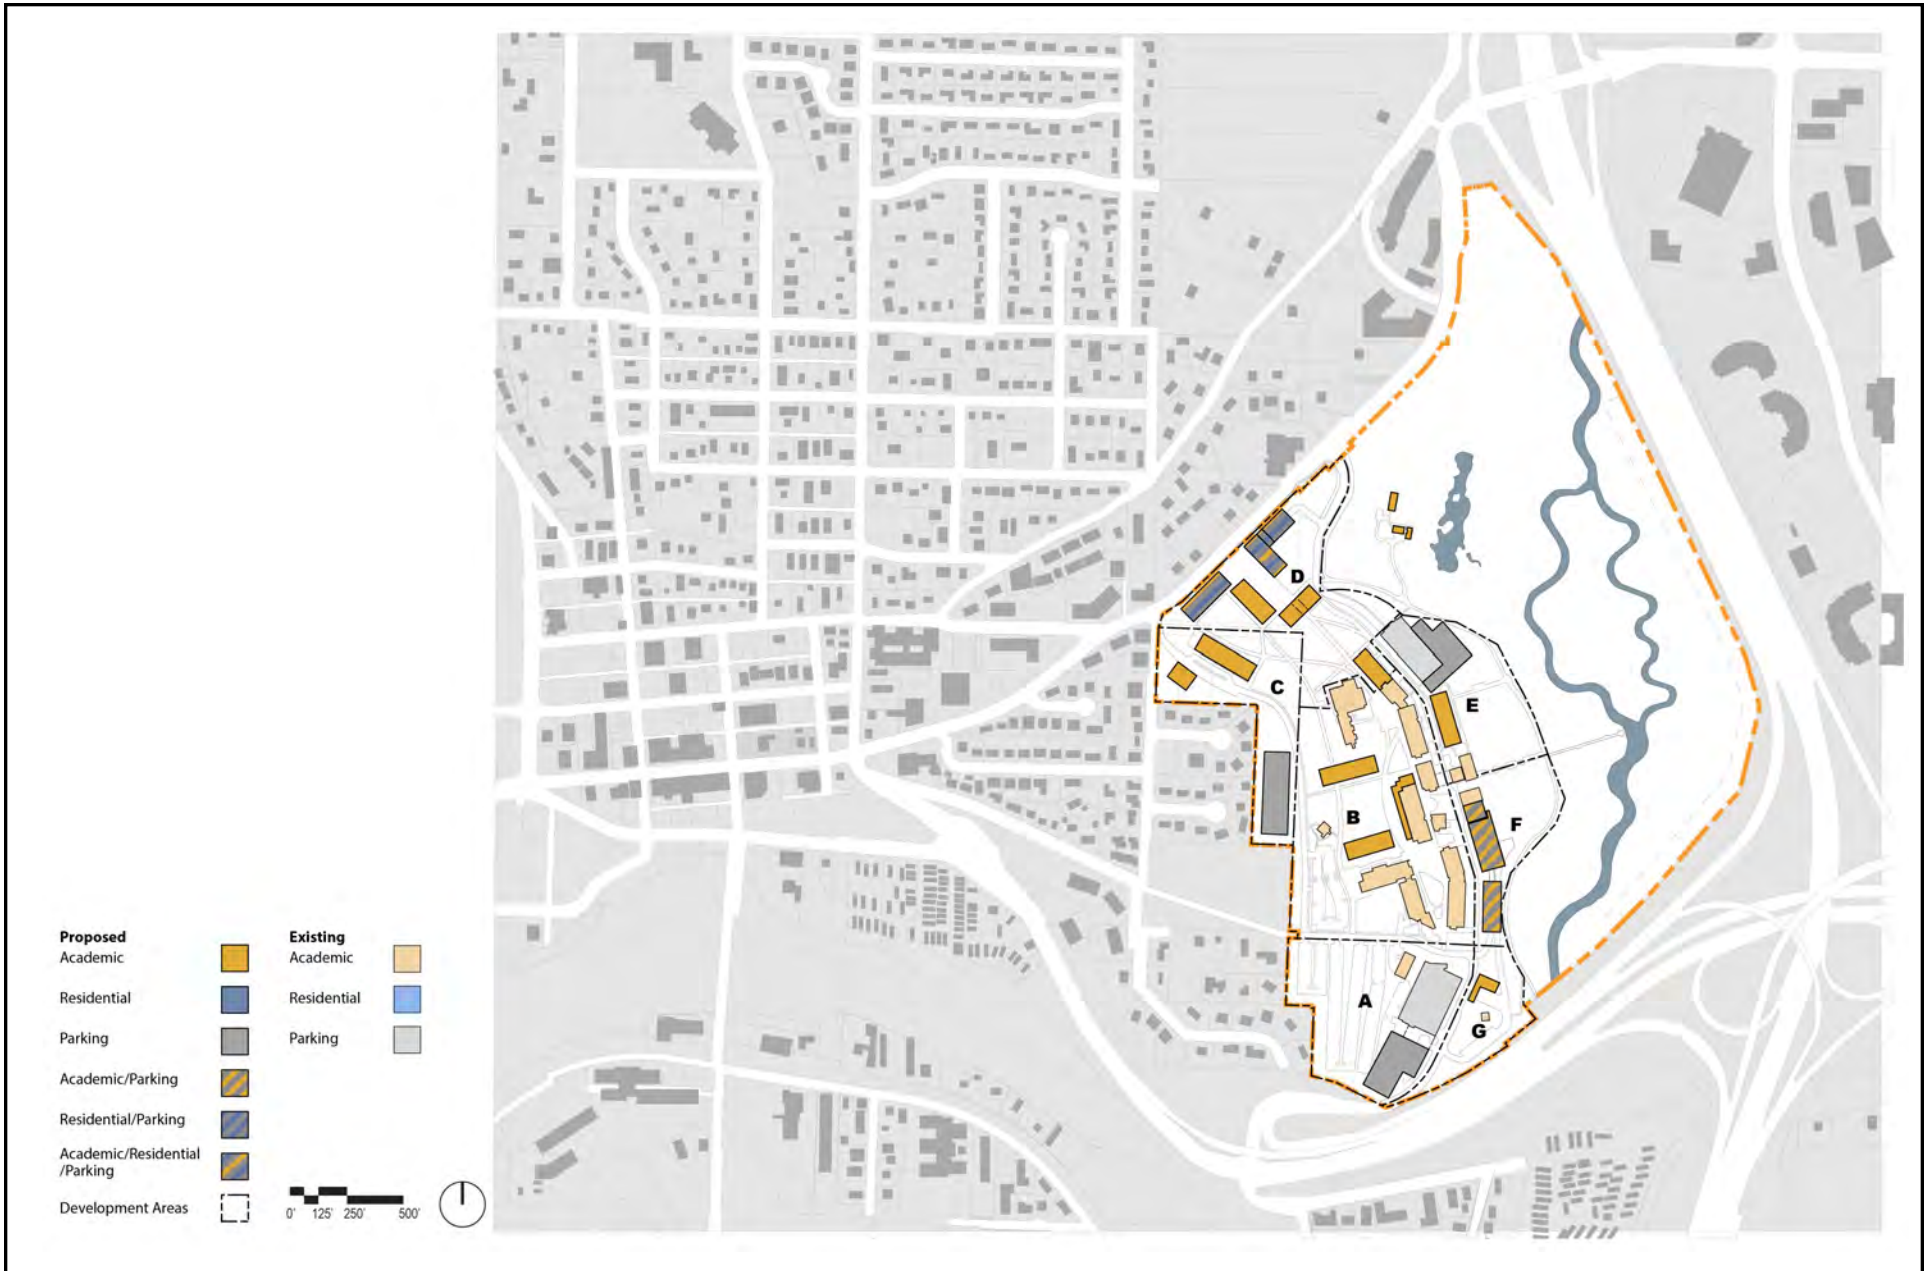 D
C
E
B
F
A
G
Proposed
Academic
Residential
Parking
Academic/Parking
Residential/Parking
Academic/Residential
/Parking
Development Areas
Existing
Academic
Residential
Parking
0' 125' 250' 500'